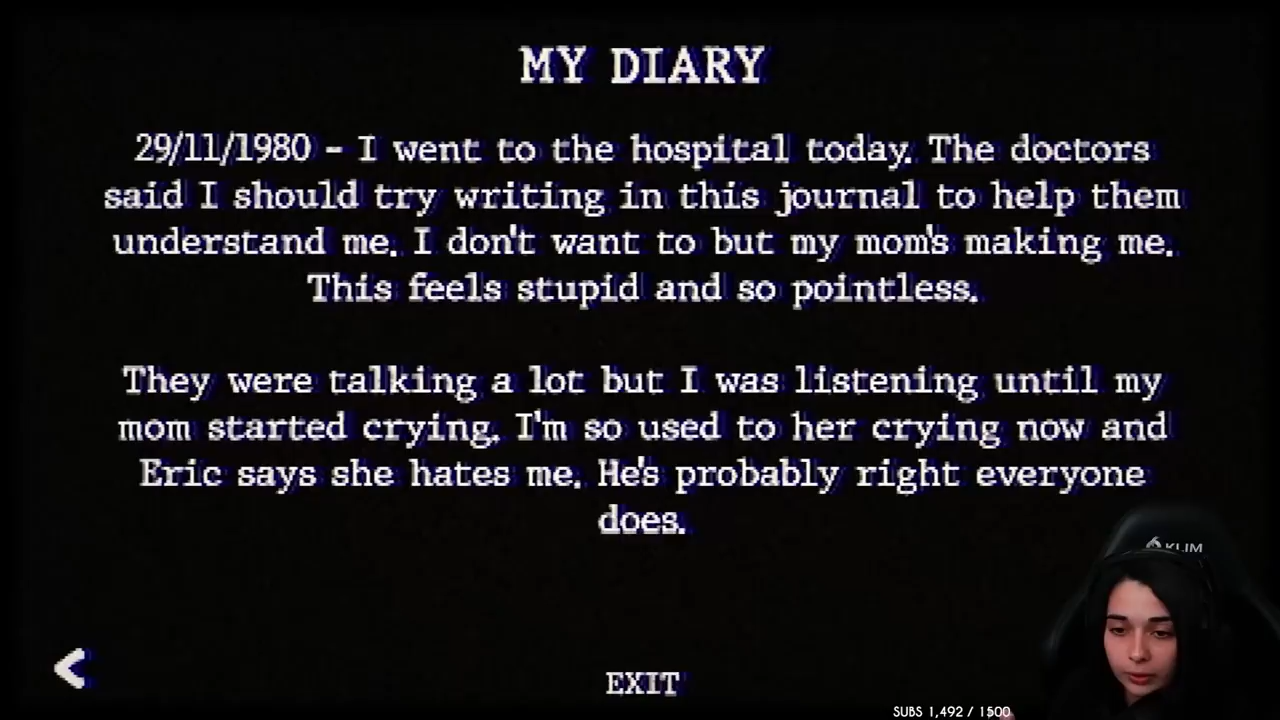 MY DIARY
29/11/1980 - I went to the hospital today. The doctors
said I should try writing in this journal to help them
understand me. I don't want to but my mom's making me.
This feels stupid and so pointless.
They were talking a lot but I was listening until my
mom started crying. I'm so used to her crying now and
Eric says she hates me. He's probably right everyone
does.
KLIM
<
EXIT
SUBS 1,492 / 1500